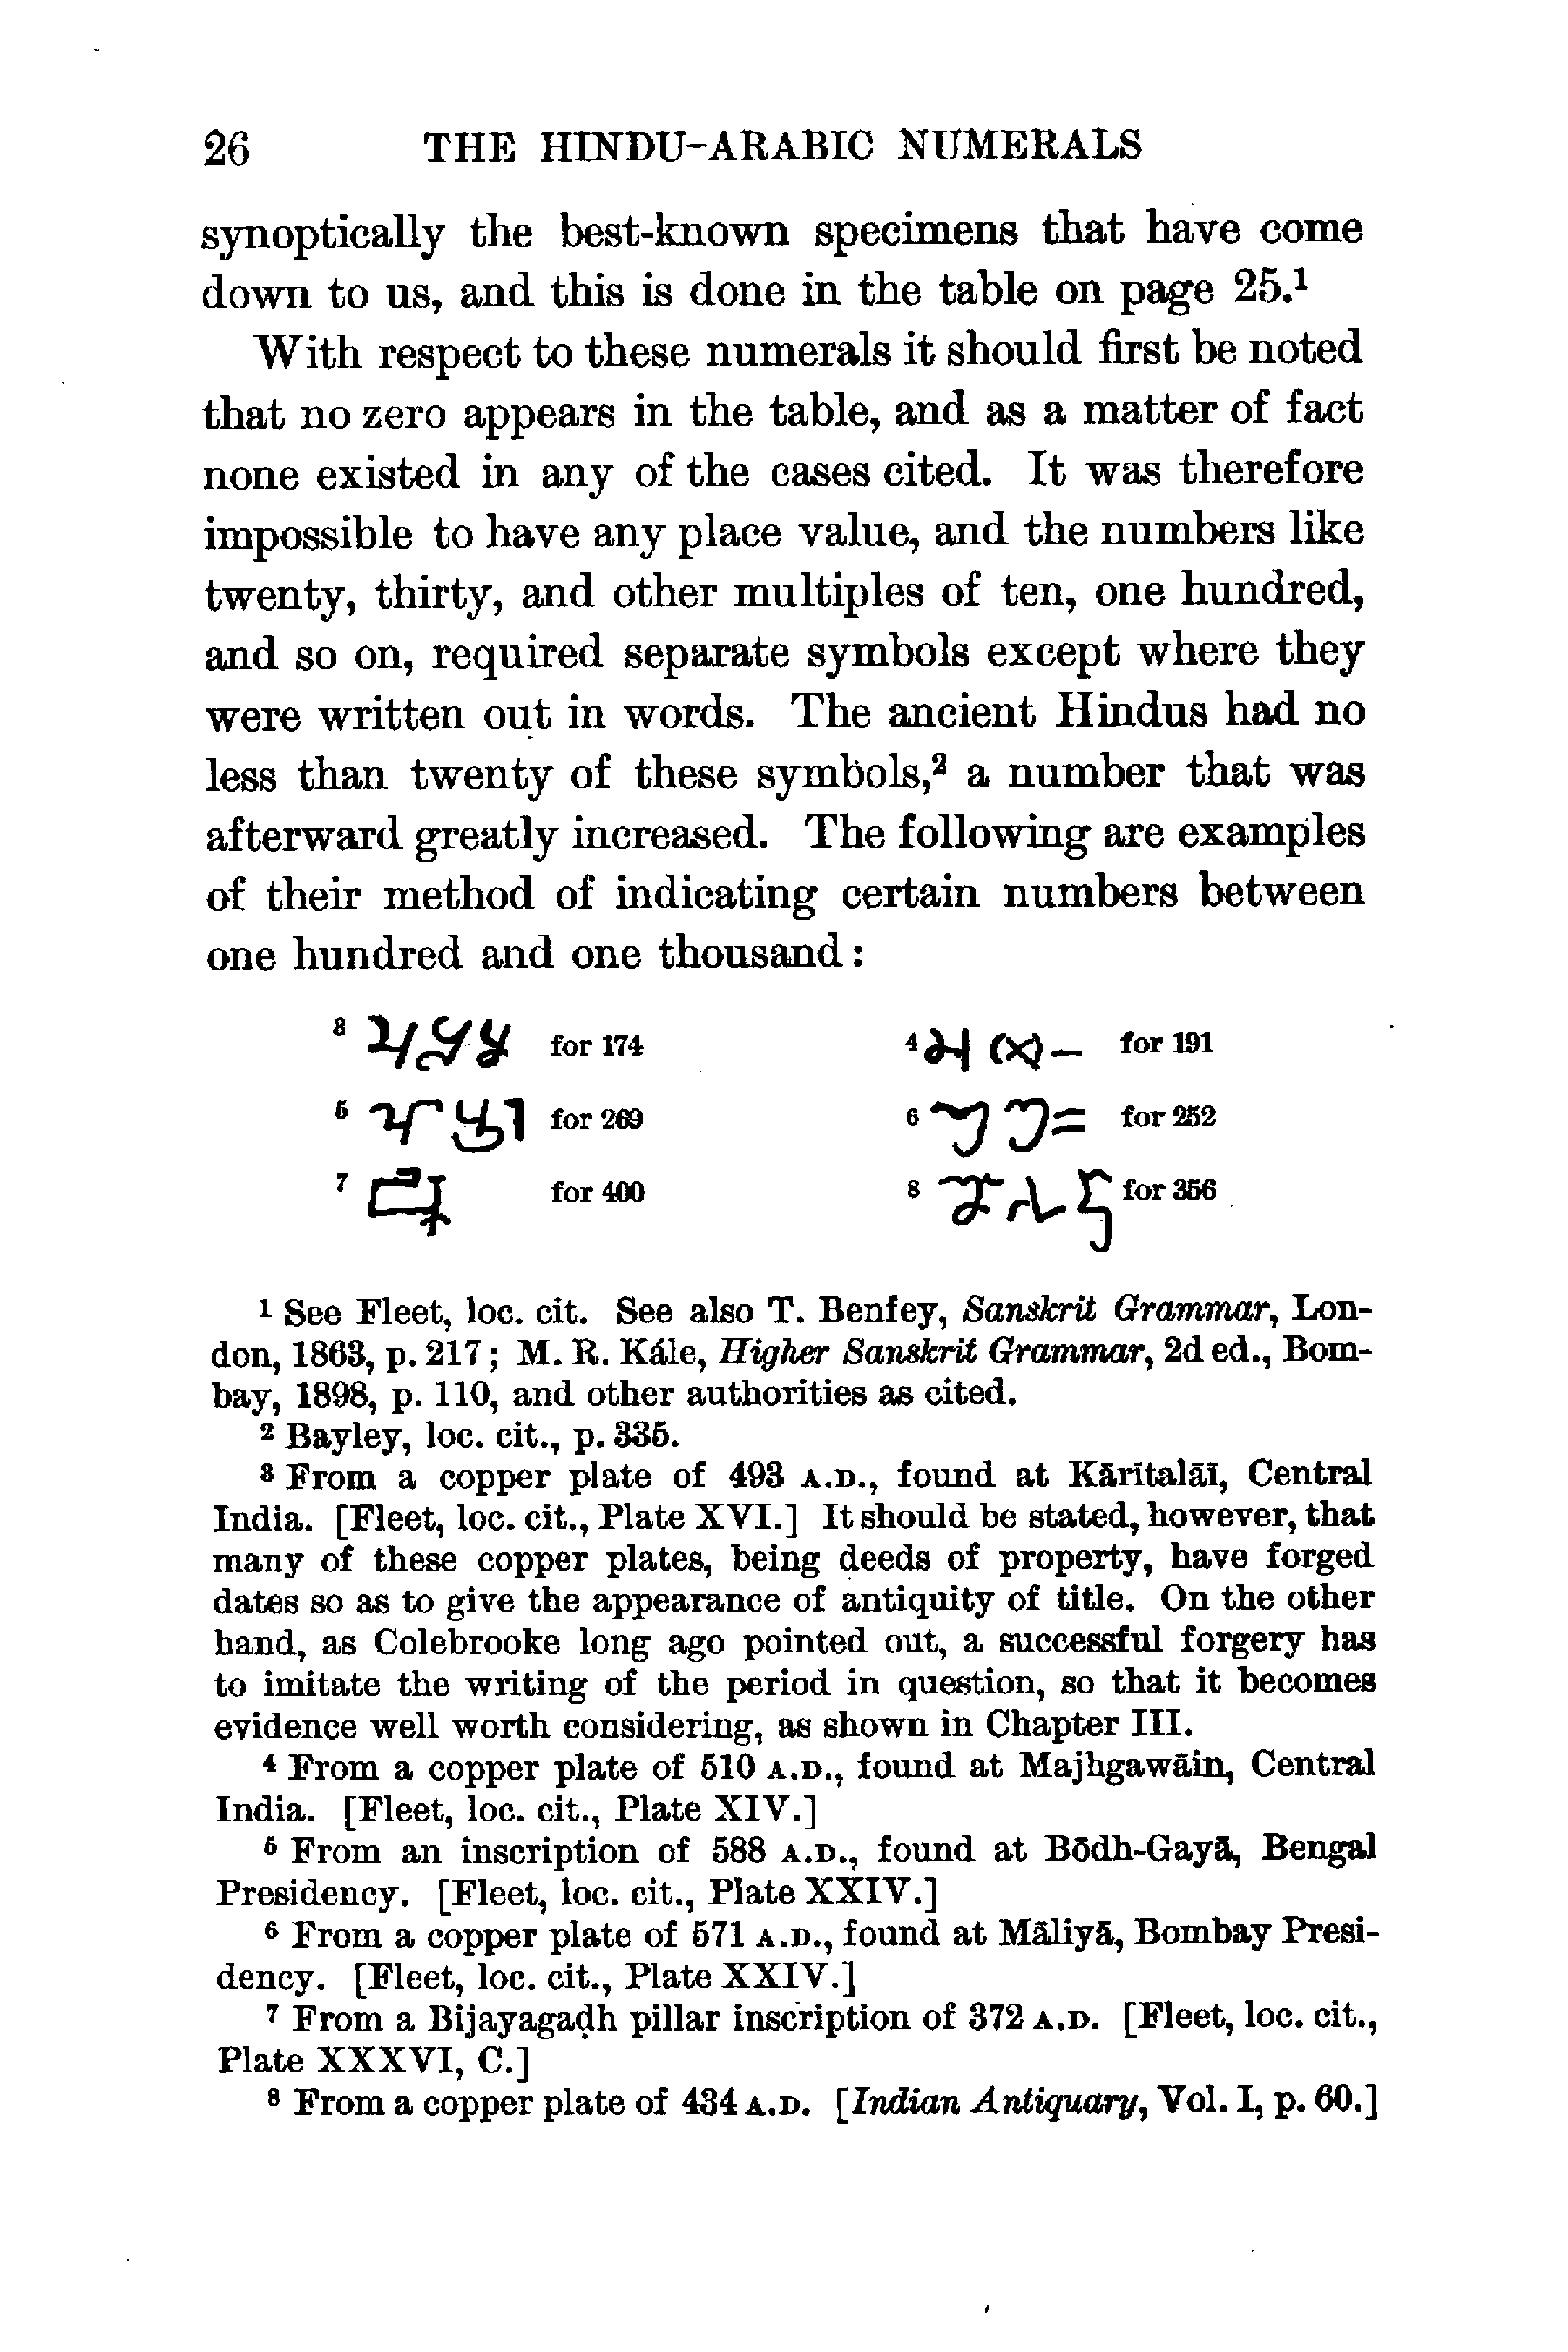 26 THE HINDU-ARABIC NUMERALS
synoptically the best-known specimens that have come
down to us, and this is done in the table on page 25.¹
With respect to these numerals it should first be noted
that no zero appears in the table, and as a matter of fact
none existed in any of the cases cited. It was therefore
impossible to have any place value, and the numbers like
twenty, thirty, and other multiples of ten, one hundred,
and so on, required separate symbols except where they
were written out in words. The ancient Hindus had no
less than twenty of these symbols,² a number that was
afterward greatly increased. The following are examples
of their method of indicating certain numbers between
one hundred and one thousand:
³ for 174 ⁴ for 191
⁵ for 269 ⁶ for 252
⁷ for 400 ⁸ for 356
¹ See Fleet, loc. cit. See also T. Benfey, Sanskrit Grammar, Lon-
don, 1863, p. 217; M. R. Kále, Higher Sanskrit Grammar, 2d ed., Bom-
bay, 1898, p. 110, and other authorities as cited.
² Bayley, loc. cit., p. 335.
³ From a copper plate of 493 A.D., found at Kārītalāī, Central
India. [Fleet, loc. cit., Plate XVI.] It should be stated, however, that
many of these copper plates, being deeds of property, have forged
dates so as to give the appearance of antiquity of title. On the other
hand, as Colebrooke long ago pointed out, a successful forgery has
to imitate the writing of the period in question, so that it becomes
evidence well worth considering, as shown in Chapter III.
⁴ From a copper plate of 510 A.D., found at Majhgawāin, Central
India. [Fleet, loc. cit., Plate XIV.]
⁵ From an inscription of 588 A.D., found at Bōdh-Gayā, Bengal
Presidency. [Fleet, loc. cit., Plate XXIV.]
⁶ From a copper plate of 571 A.D., found at Māliyā, Bombay Presi-
dency. [Fleet, loc. cit., Plate XXIV.]
⁷ From a Bijayagaḍh pillar inscription of 372 A.D. [Fleet, loc. cit.,
Plate XXXVI, C.]
⁸ From a copper plate of 434 A.D. [Indian Antiquary, Vol. I, p. 60.]